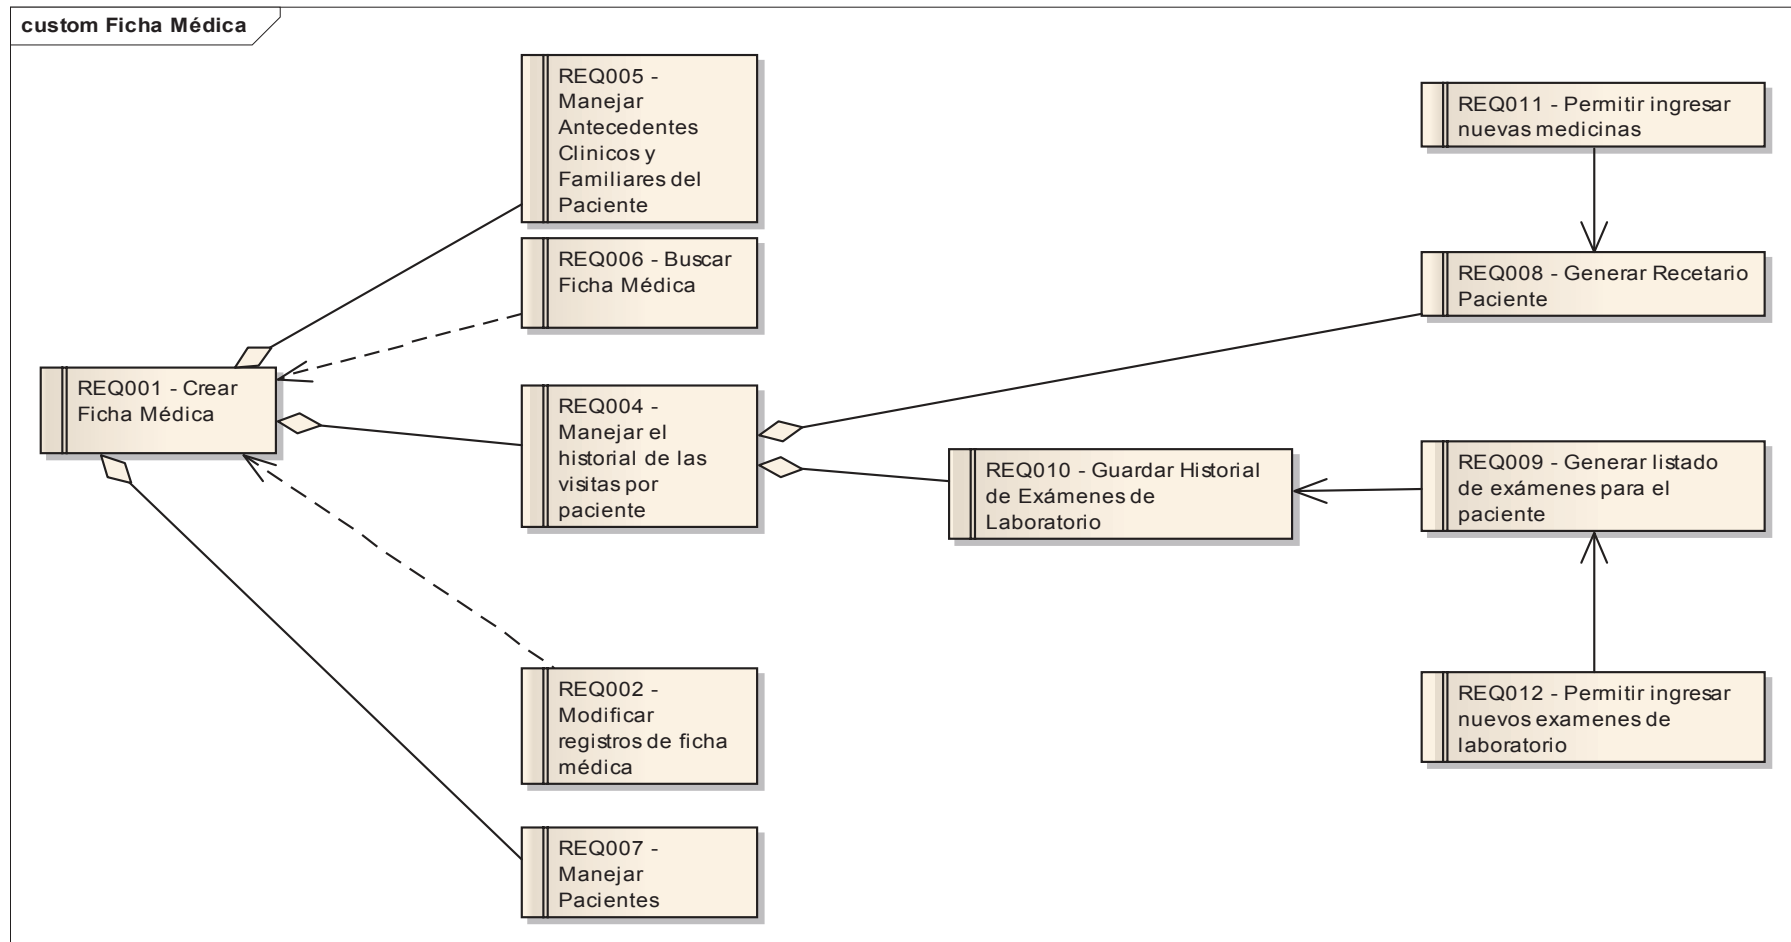 custom Ficha Médica
REQ005 -
Manejar
Antecedentes
Clinicos y
Familiares del
Paciente
REQ006 - Buscar
Ficha Médica
REQ001 - Crear
Ficha Médica
REQ004 -
Manejar el
historial de las
visitas por
paciente
REQ002 -
Modificar
registros de ficha
médica
REQ007 -
Manejar
Pacientes
REQ010 - Guardar Historial
de Exámenes de
Laboratorio
REQ011 - Permitir ingresar
nuevas medicinas
REQ008 - Generar Recetario
Paciente
REQ009 - Generar listado
de exámenes para el
paciente
REQ012 - Permitir ingresar
nuevos examenes de
laboratorio